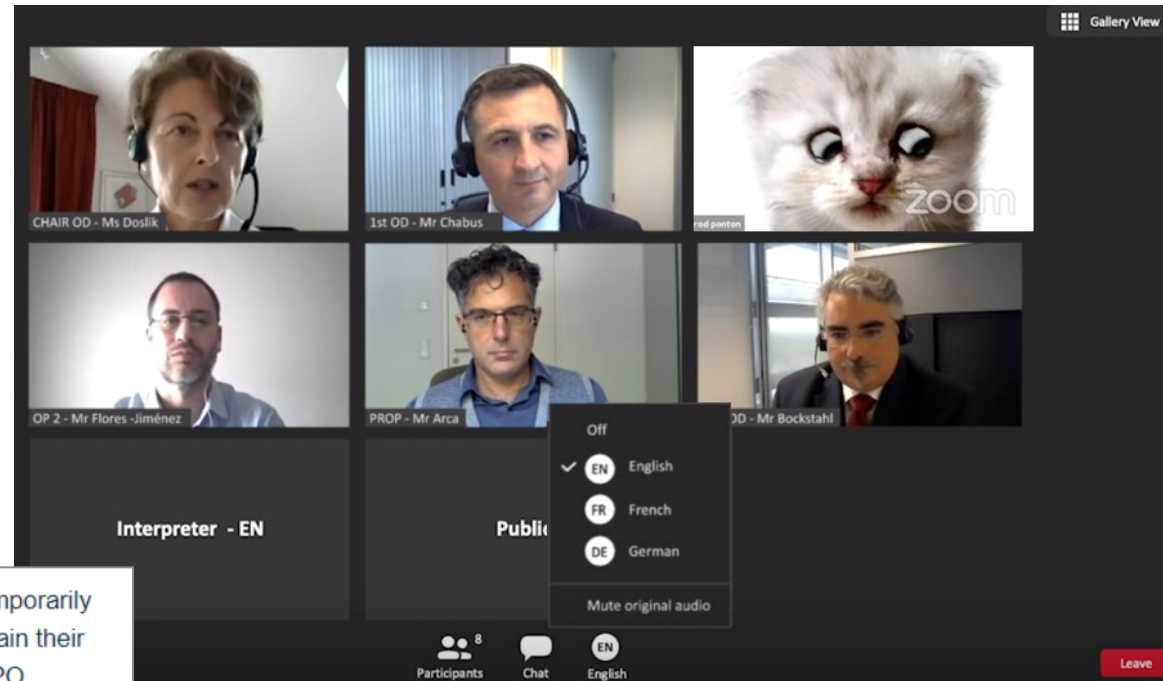 Gallery View
CHAIR OD - Ms Doslik
1st OD - Mr Chabus
zoom
rod ponton
OP 2 - Mr Flores -Jiménez
PROP - Mr Arca
OD - Mr Bockstahl
Interpreter - EN
Public
Off
EN English
FR French
DE German
Mute original audio
mporarily
ain their
PO
8
Participants
Chat
EN
English
Leave